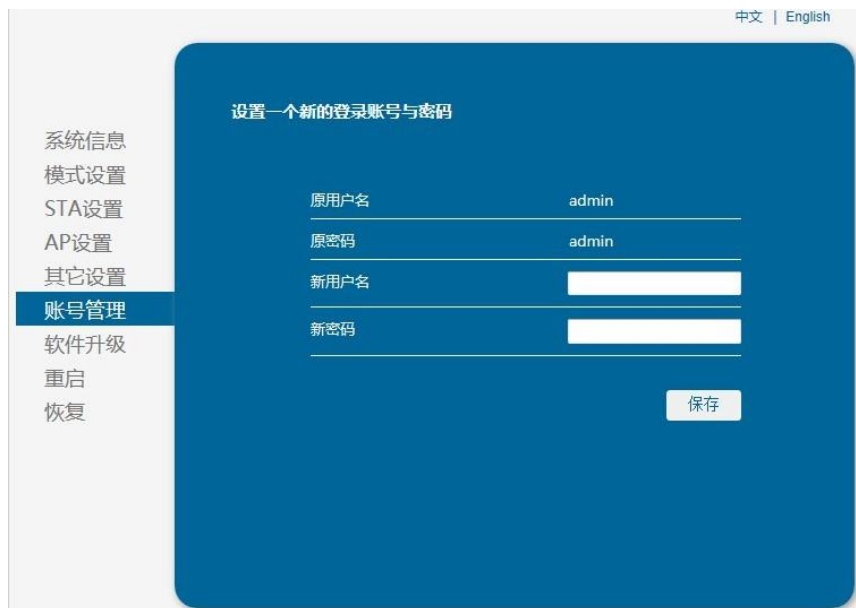 中文 | English
设置一个新的登录账号与密码
系统信息
模式设置
STA设置
AP设置
其它设置
账号管理
软件升级
重启
恢复
原用户名 admin
原密码 admin
新用户名
新密码
保存